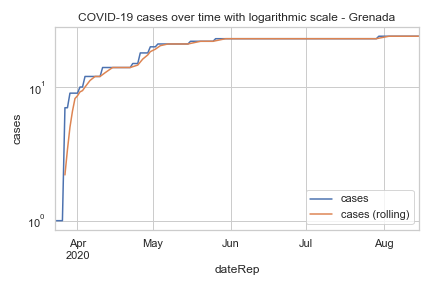 COVID-19 cases over time with logarithmic scale - Grenada
cases
10¹
10⁰
cases
cases (rolling)
Apr
2020
May
Jun
Jul
Aug
dateRep